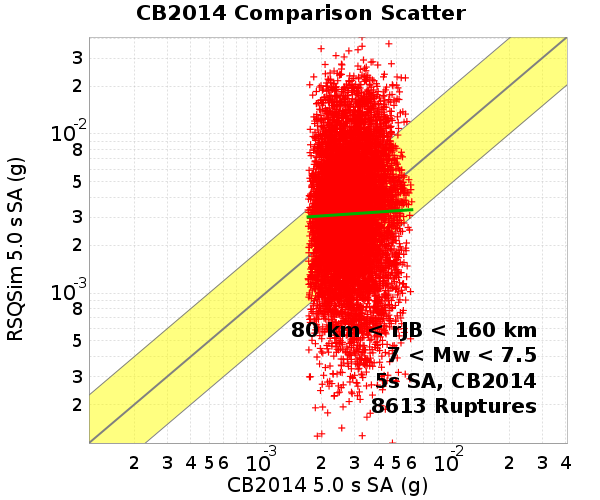 CB2014 Comparison Scatter
RSQSim 5.0 s SA (g)
3
2
10-2
8
5
3
2
10-3
8
5
3
2
80 km < rJB < 160 km
7 < Mw < 7.5
5s SA, CB2014
8613 Ruptures
2 3 4 5 6 10-3 2 3 4 5 6 10-2 2 3 4
CB2014 5.0 s SA (g)